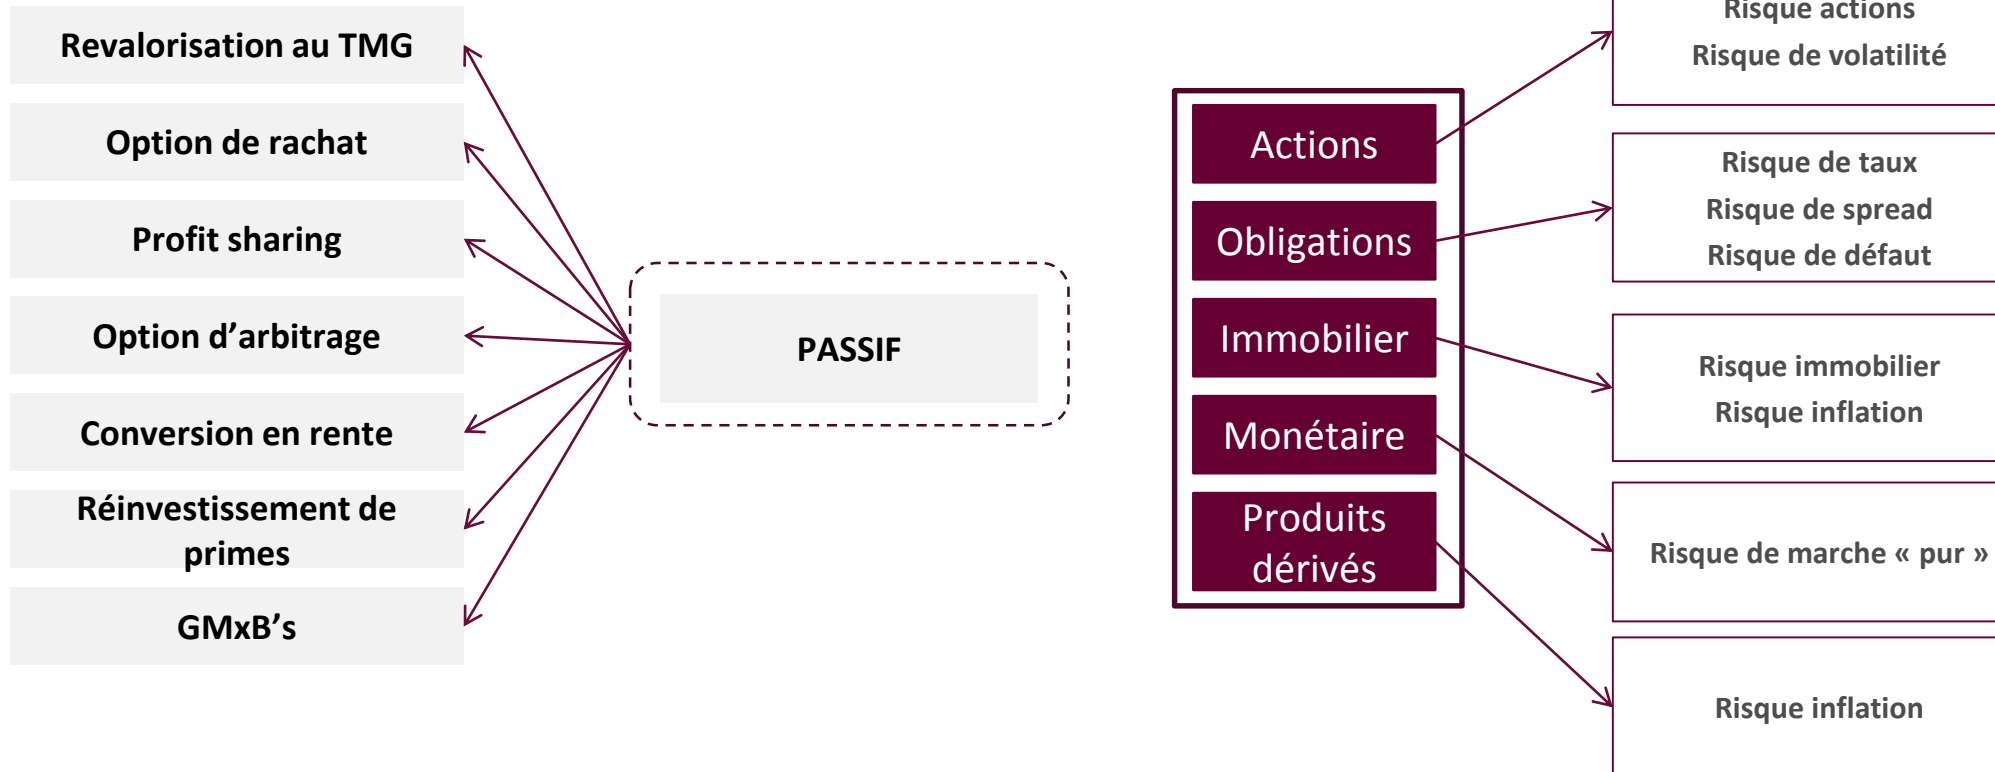 Revalorisation au TMG
Option de rachat
Profit sharing
Option d’arbitrage
Conversion en rente
Réinvestissement de
primes
GMxB’s
PASSIF
Actions
Obligations
Immobilier
Monétaire
Produits
dérivés
Risque actions
Risque de volatilité
Risque de taux
Risque de spread
Risque de défaut
Risque immobilier
Risque inflation
Risque de marche « pur »
Risque inflation